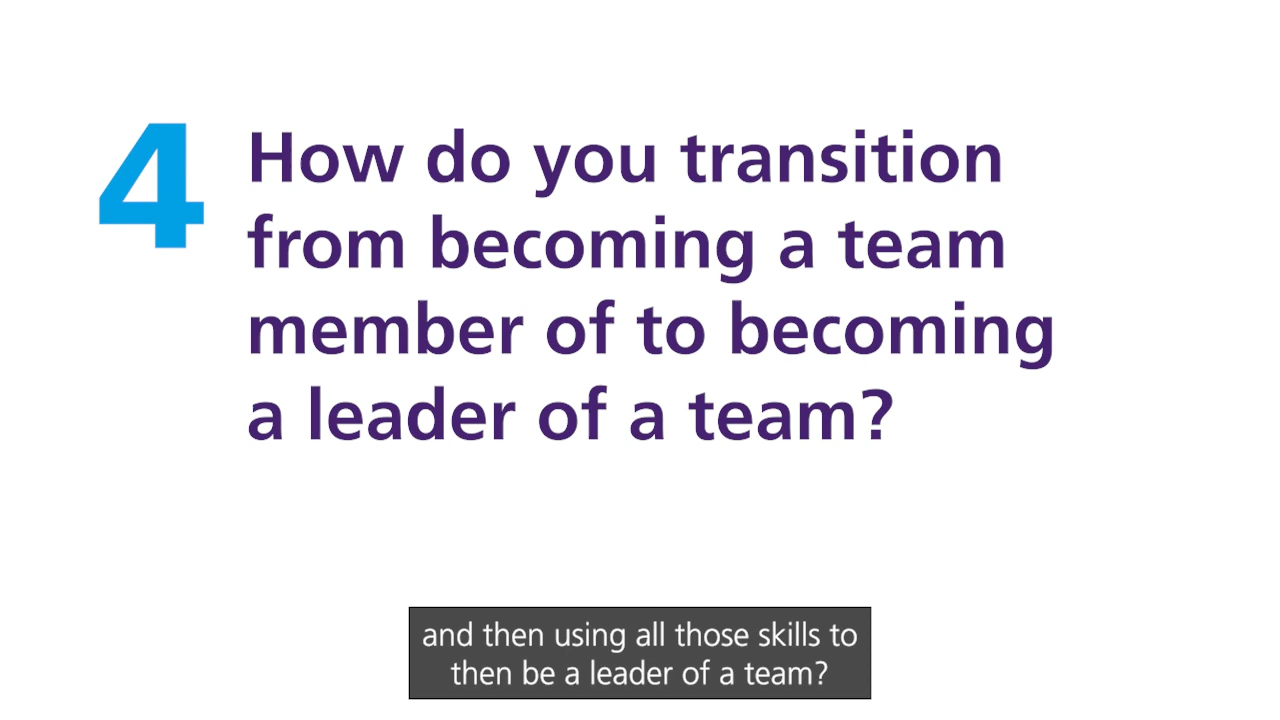 4
How do you transition
from becoming a team
member of to becoming
a leader of a team?
and then using all those skills to
then be a leader of a team?